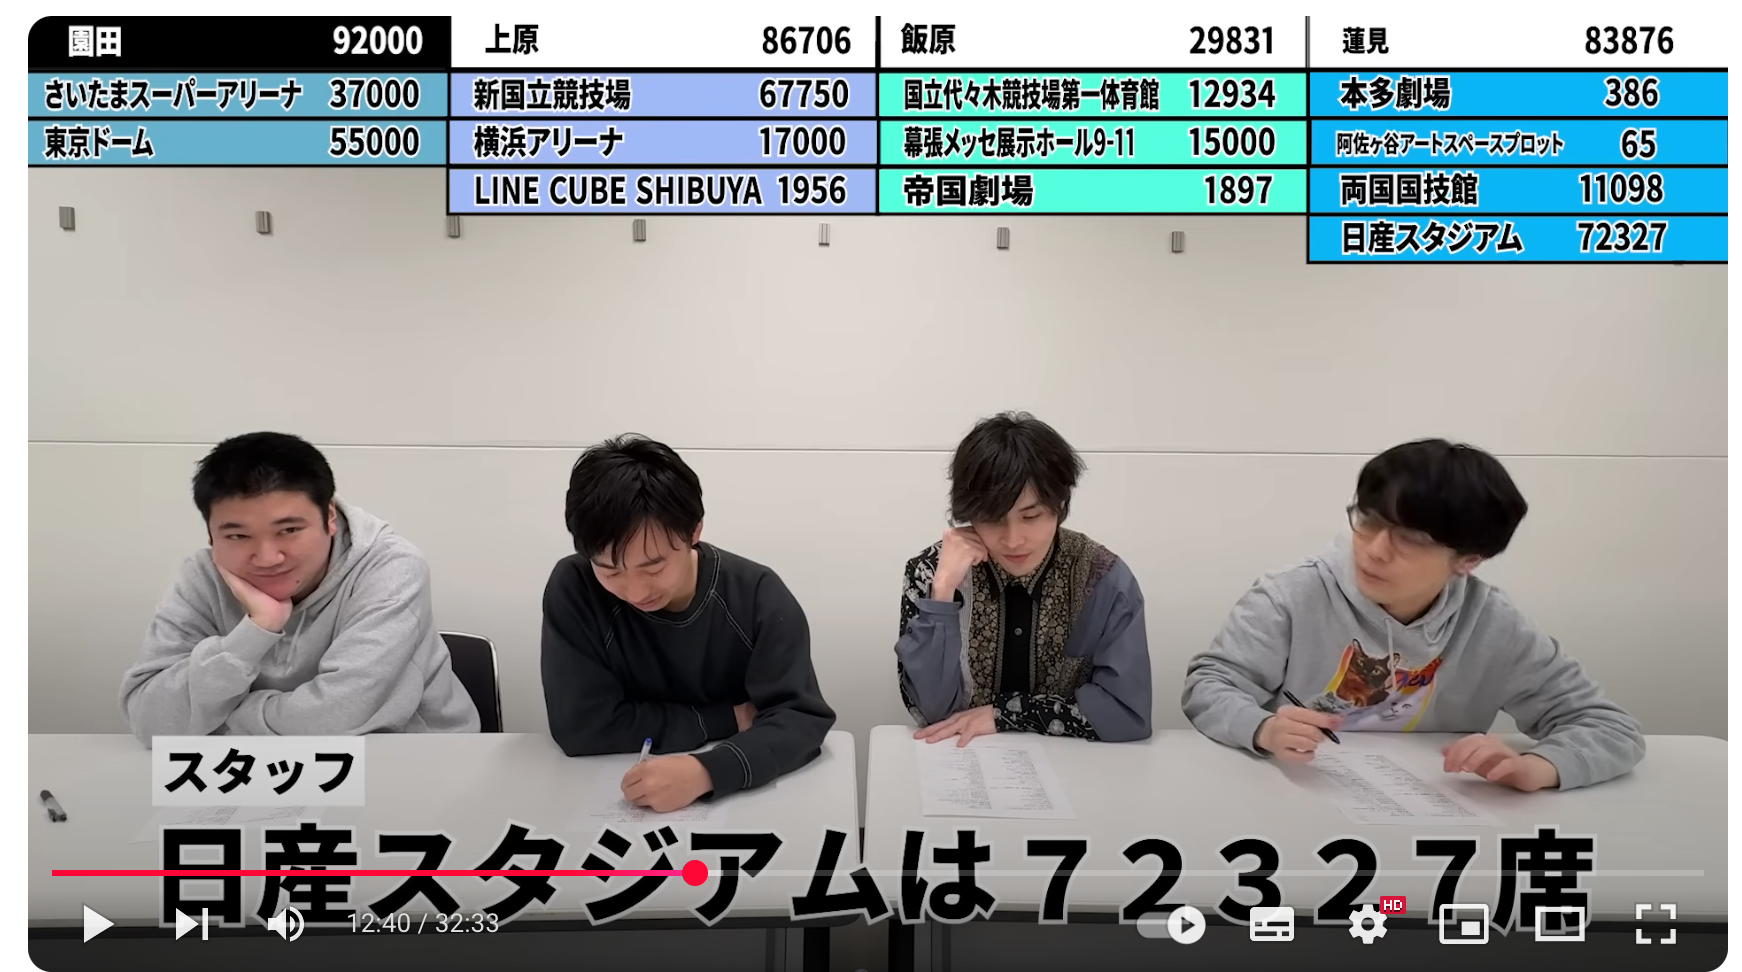 園田 92000
さいたまスーパーアリーナ 37000
東京ドーム 55000
上原 86706
新国立競技場 67750
横浜アリーナ 17000
LINE CUBE SHIBUYA 1956
飯原 29831
国立代々木競技場第一体育館 12934
幕張メッセ展示ホール9-11 15000
帝国劇場 1897
蓮見 83876
本多劇場 386
阿佐ヶ谷アートスペースプロット 65
両国国技館 11098
日産スタジアム 72327
スタッフ
日産スタジアムは72327席
12:40 / 32:33
HD